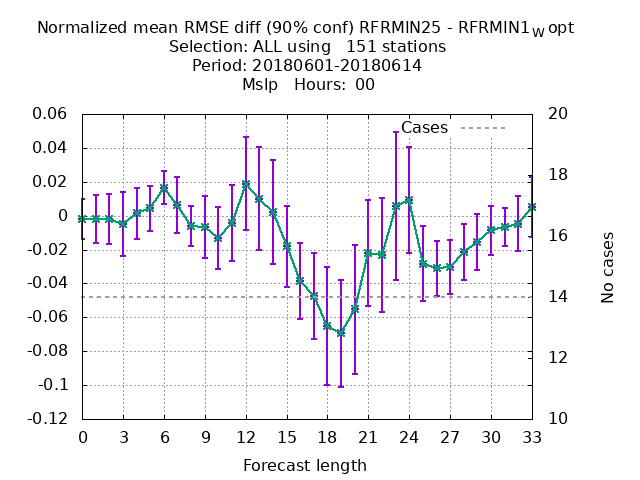 Normalized mean RMSE diff (90% conf) RFRMIN25 - RFRMIN1W opt
Selection: ALL using   151 stations
Period: 20180601-20180614
Mslp   Hours:  00
0.06
0.04
0.02
0
-0.02
-0.04
-0.06
-0.08
-0.1
-0.12
Cases
20
18
16
14
12
10
No cases
0 3 6 9 12 15 18 21 24 27 30 33
Forecast length